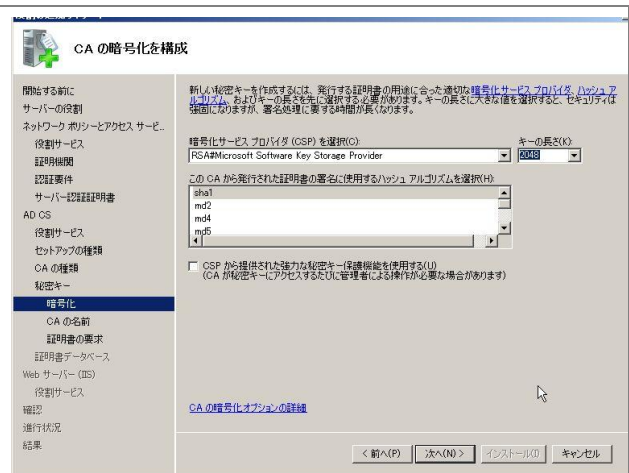 CA の暗号化を構成
開始する前に
サーバーの役割
ネットワーク ポリシーとアクセス サービ...
役割サービス
証明機関
認証要件
サーバー認証証明書
AD CS
役割サービス
セットアップの種類
CA の種類
秘密キー
暗号化
CA の名前
証明書の要求
証明書データベース
Web サーバー (IIS)
役割サービス
確認
進行状況
結果
新しい秘密キーを作成するには、発行する証明書の用途に合った適切な暗号化サービス プロバイダ、ハッシュ ア
ルゴリズム、およびキーの長さを先に選択する必要があります。キーの長さに大きな値を選択すると、セキュリティは
強固になりますが、署名処理に要する時間が長くなります。
暗号化サービス プロバイダ (CSP) を選択(C):
キーの長さ(K):
RSA#Microsoft Software Key Storage Provider
2048
この CA から発行された証明書の署名に使用するハッシュ アルゴリズムを選択(H):
sha1
md2
md4
md5
CSP から提供された強力な秘密キー保護機能を使用する(U)
(CA が秘密キーにアクセスするたびに管理者による操作が必要な場合があります)
CA の暗号化オプションの詳細
< 前へ(P)
次へ(N) >
インストール(I)
キャンセル